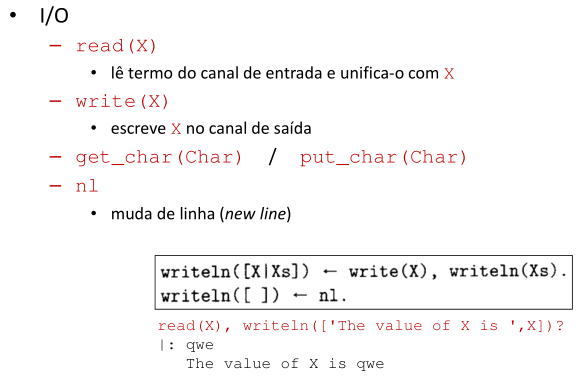 • I/O
– read(X)
• lê termo do canal de entrada e unifica-o com X
– write(X)
• escreve X no canal de saída
– get_char(Char) / put_char(Char)
– nl
• muda de linha (new line)
writeln([X|Xs]) ← write(X), writeln(Xs).
writeln([ ]) ← nl.
read(X), writeln(['The value of X is ',X])?
|: qwe
The value of X is qwe